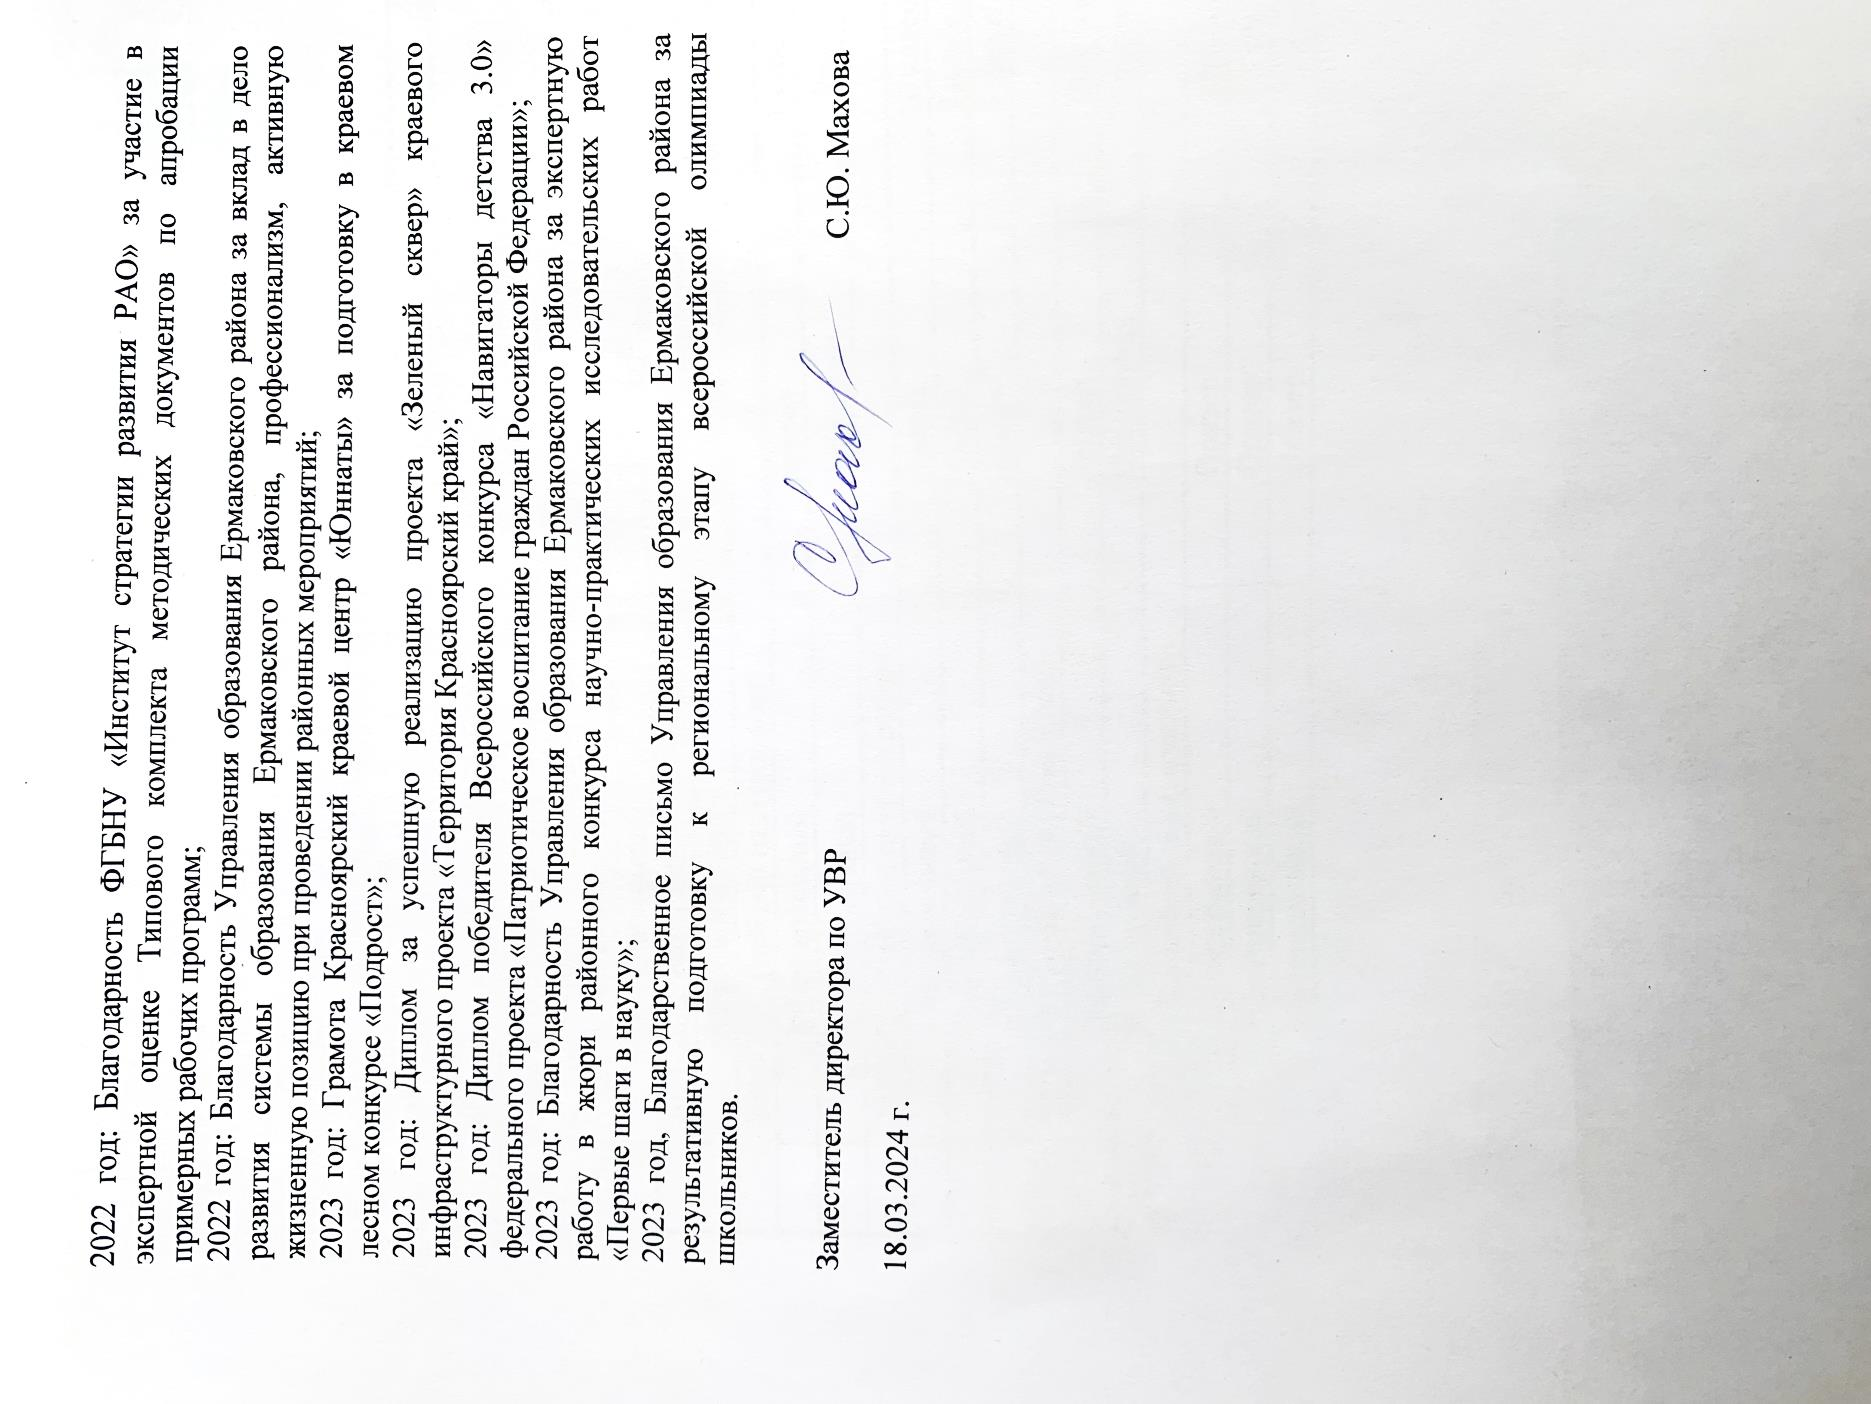 2022 год: Благодарность ФГБНУ «Институт стратегии развития РАО» за участие в
экспертной оценке Типового комплекта методических документов по апробации
примерных рабочих программ;
2022 год: Благодарность Управления образования Ермаковского района за вклад в дело
развития системы образования Ермаковского района, профессионализм, активную
жизненную позицию при проведении районных мероприятий;
2023 год: Грамота Красноярский краевой центр «Юннаты» за подготовку в краевом
лесном конкурсе «Подрост»;
2023 год: Диплом за успешную реализацию проекта «Зеленый сквер» краевого
инфраструктурного проекта «Территория Красноярский край»;
2023 год: Диплом победителя Всероссийского конкурса «Навигаторы детства 3.0»
федерального проекта «Патриотическое воспитание граждан Российской Федерации»;
2023 год: Благодарность Управления образования Ермаковского района за экспертную
работу в жюри районного конкурса научно-практических исследовательских работ
«Первые шаги в науку»;
2023 год, Благодарственное письмо Управления образования Ермаковского района за
результативную подготовку к региональному этапу всероссийской олимпиады
школьников.
Заместитель директора по УВР С.Ю. Махова
18.03.2024 г.